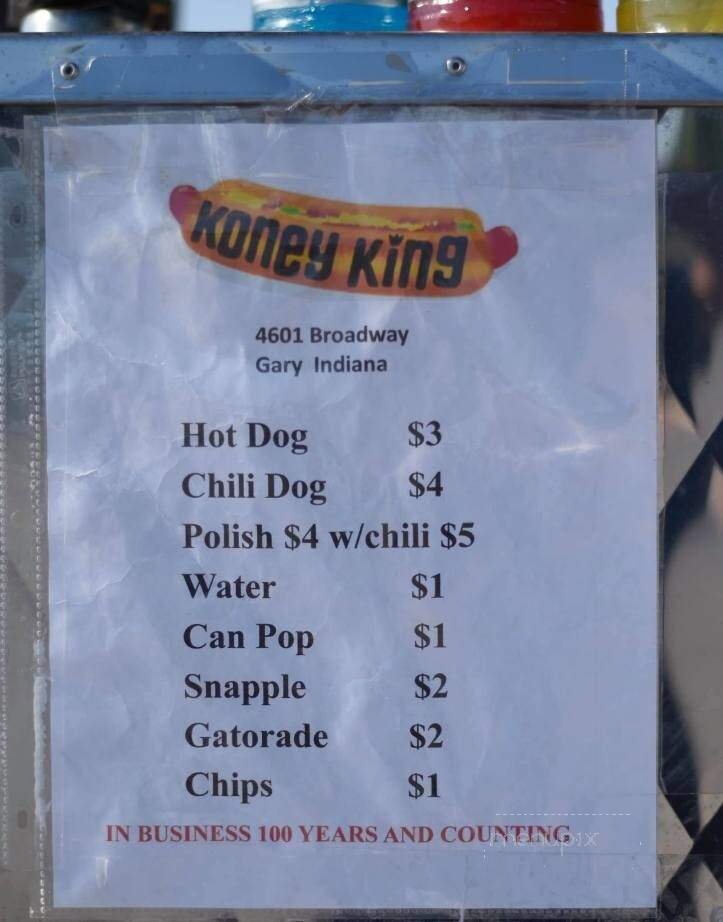 Koney King
4601 Broadway
Gary Indiana
Hot Dog $3
Chili Dog $4
Polish $4 w/chili $5
Water $1
Can Pop $1
Snapple $2
Gatorade $2
Chips $1
IN BUSINESS 100 YEARS AND COUNTING
menupix